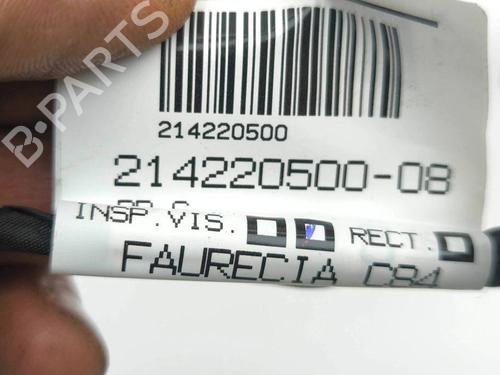 B-PARTS
214220500
214220500-08
INSP.VIS. RECT.
FAURECIA C84